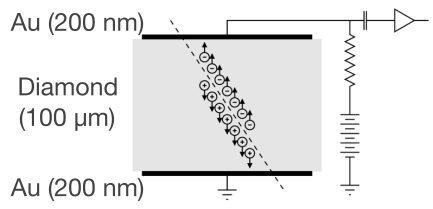 Au (200 nm)
Diamond
(100 μm)
Au (200 nm)